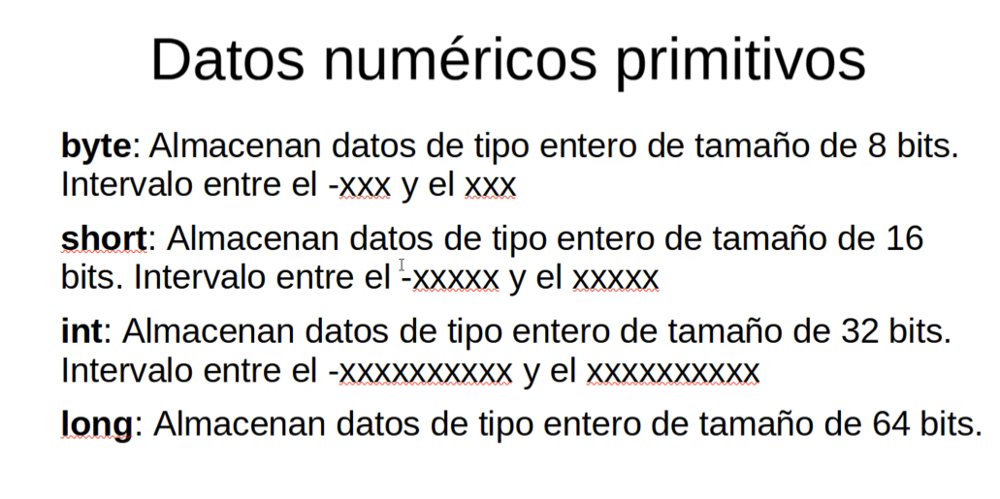 Datos numéricos primitivos
byte: Almacenan datos de tipo entero de tamaño de 8 bits.
Intervalo entre el -xxx y el xxx
short: Almacenan datos de tipo entero de tamaño de 16
bits. Intervalo entre el -xxxxx y el xxxxx
int: Almacenan datos de tipo entero de tamaño de 32 bits.
Intervalo entre el -xxxxxxxxxx y el xxxxxxxxxx
long: Almacenan datos de tipo entero de tamaño de 64 bits.